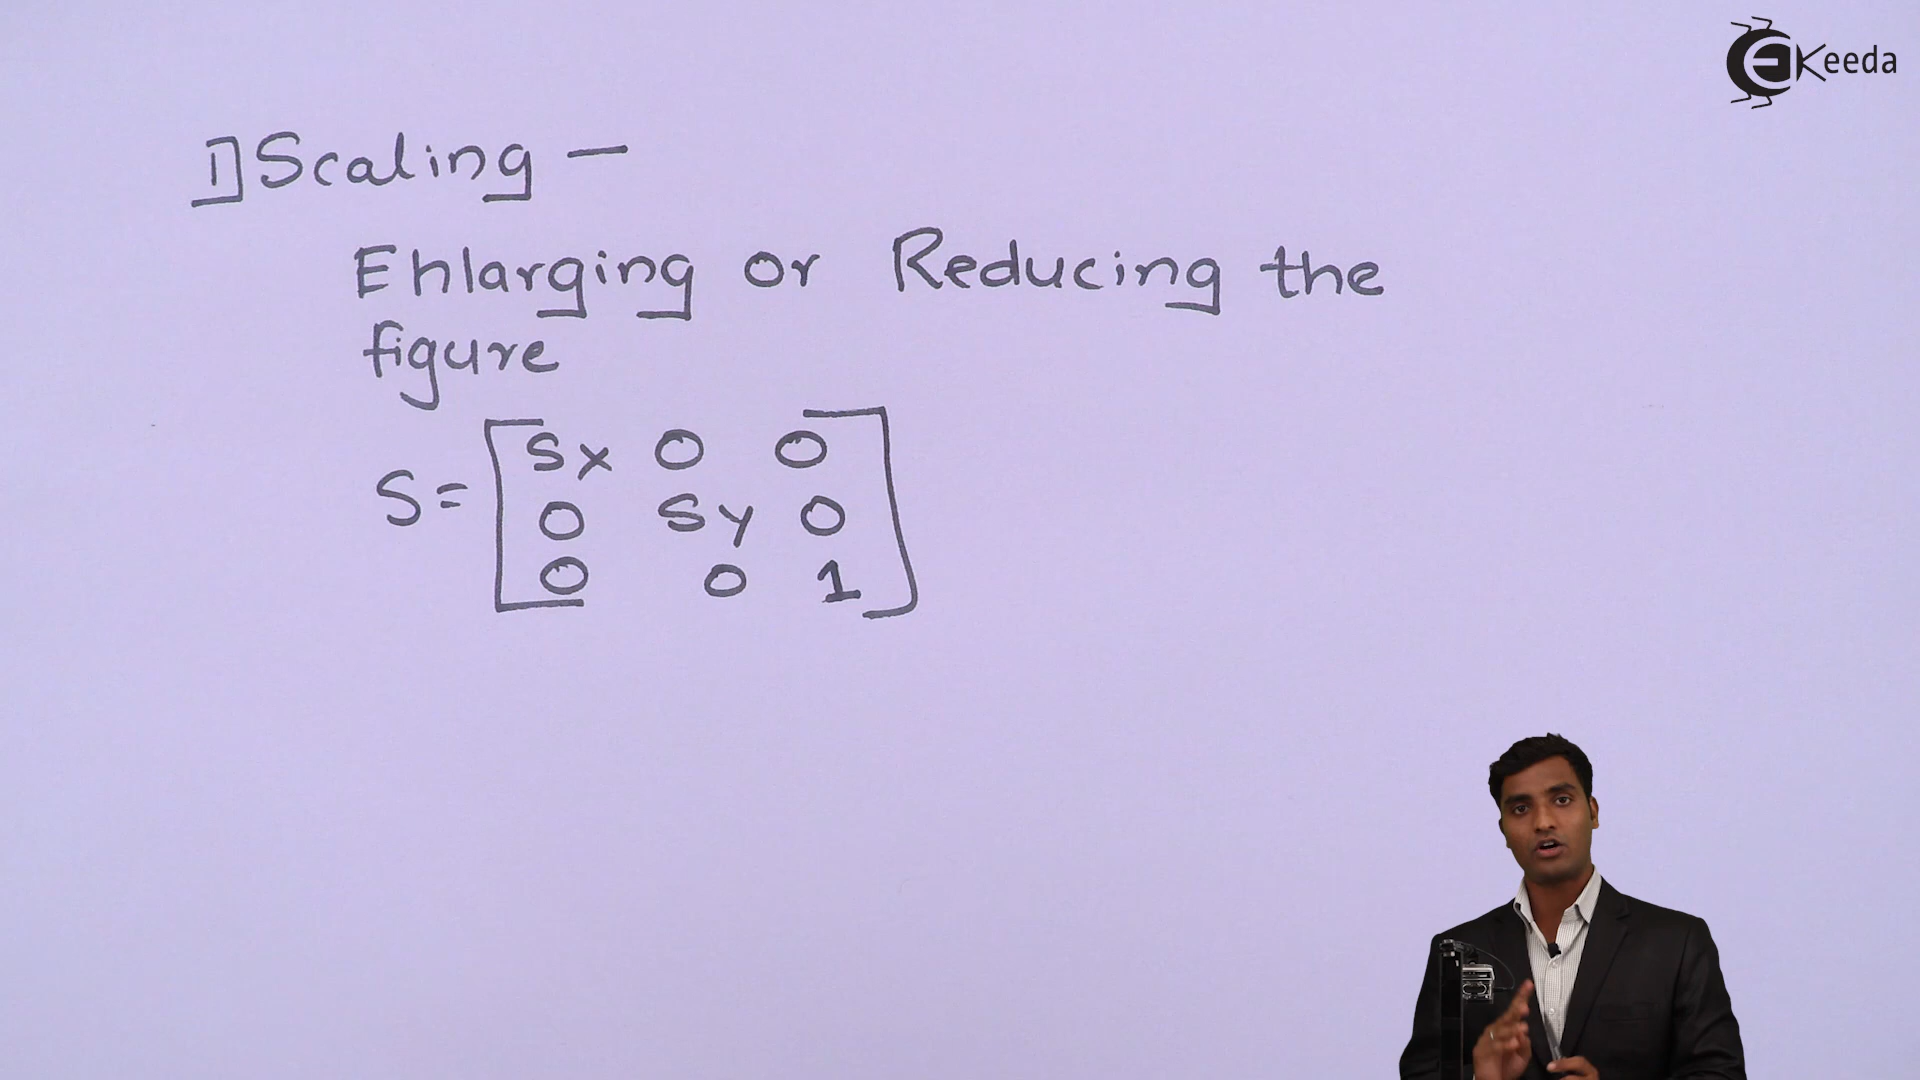 EKeeda
1] Scaling —
Enlarging or Reducing the
figure
S = [ Sx 0 0
0 Sy 0
0 0 1 ]